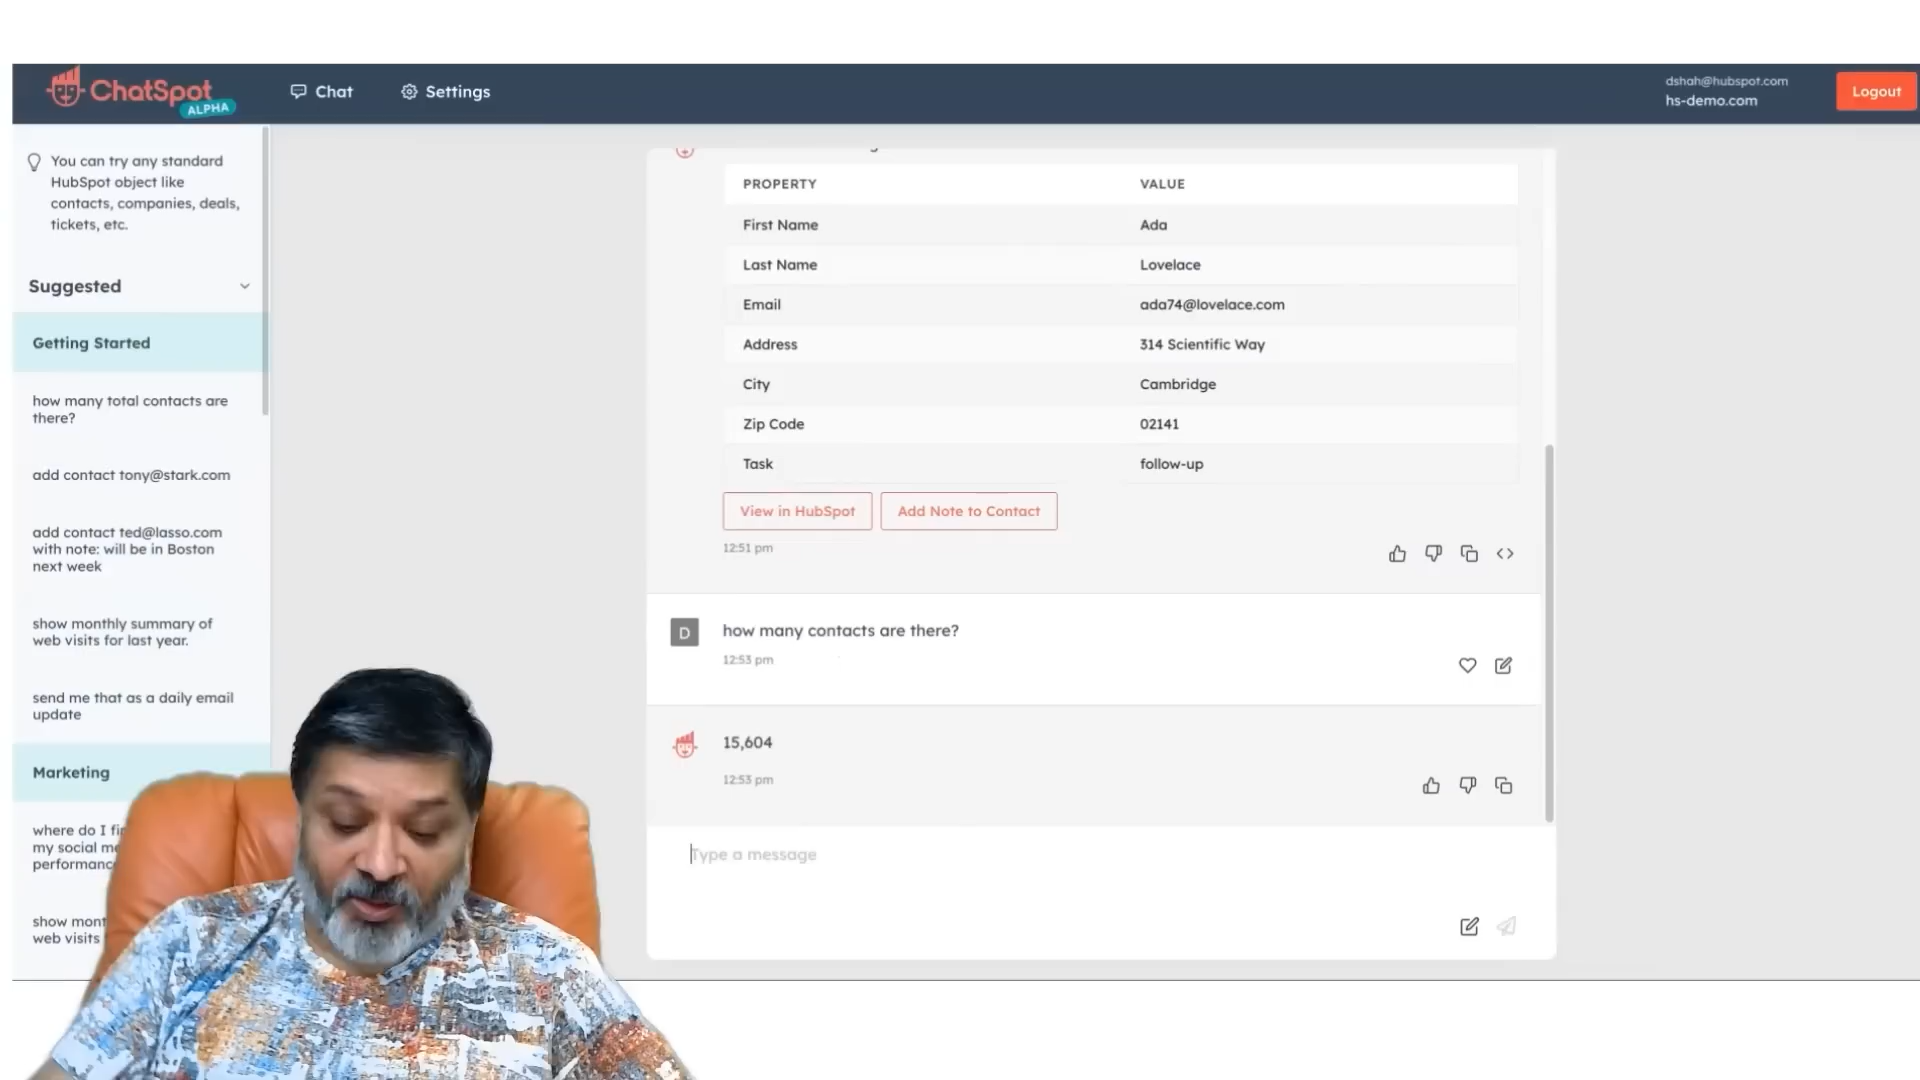 ChatSpot
ALPHA
Chat
Settings
dshah@hubspot.com
hs-demo.com
Logout
You can try any standard
HubSpot object like
contacts, companies, deals,
tickets, etc.
Suggested
Getting Started
how many total contacts are
there?
add contact tony@stark.com
add contact ted@lasso.com
with note: will be in Boston
next week
show monthly summary of
web visits for last year.
send me that as a daily email
update
Marketing
where do I
my social
show
web visits
PROPERTY VALUE
First Name Ada
Last Name Lovelace
Email ada74@lovelace.com
Address 314 Scientific Way
City Cambridge
Zip Code 02141
Task follow-up
View in HubSpot Add Note to Contact
12:51 pm
D how many contacts are there?
12:53 pm
15,604
12:53 pm
Type a message